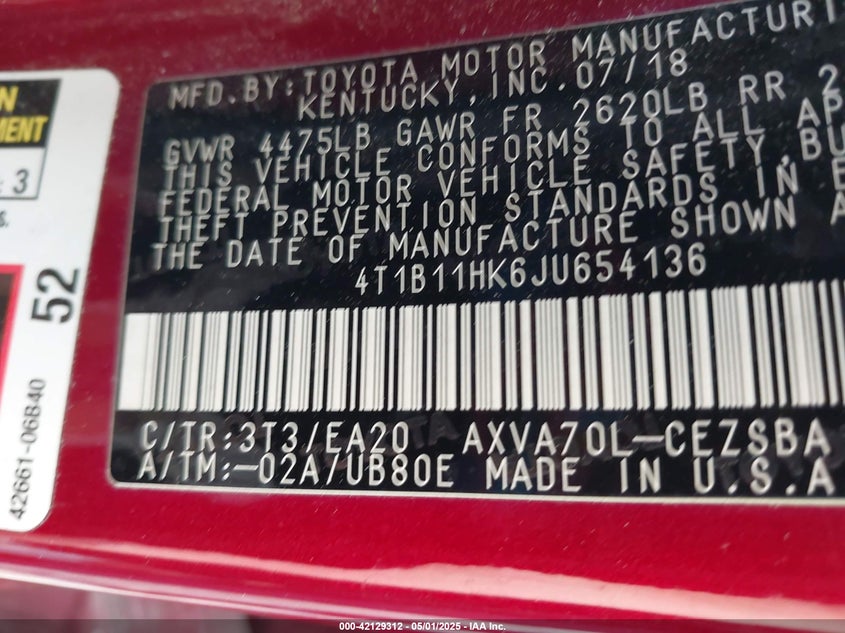 N
MENT
: 3
s.
52
42661-06B40
MFD.BY:TOYOTA MOTOR MANUFACTURI
KENTUCKY,INC.07/18
GVWR 4475LB GAWR FR 2620LB RR 2
THIS VEHICLE CONFORMS TO ALL AP
FEDERAL MOTOR VEHICLE SAFETY,BU
THEFT PREVENTION STANDARDS IN E
THE DATE OF MANUFACTURE SHOWN A
4T1B11HK6JU654136
C/TR:3T3/EA20 AXVA70L-CEZSBA
A/TM:-02A/UB80E MADE IN U.S.A
000-42129312 - 05/01/2025 - IAA Inc.